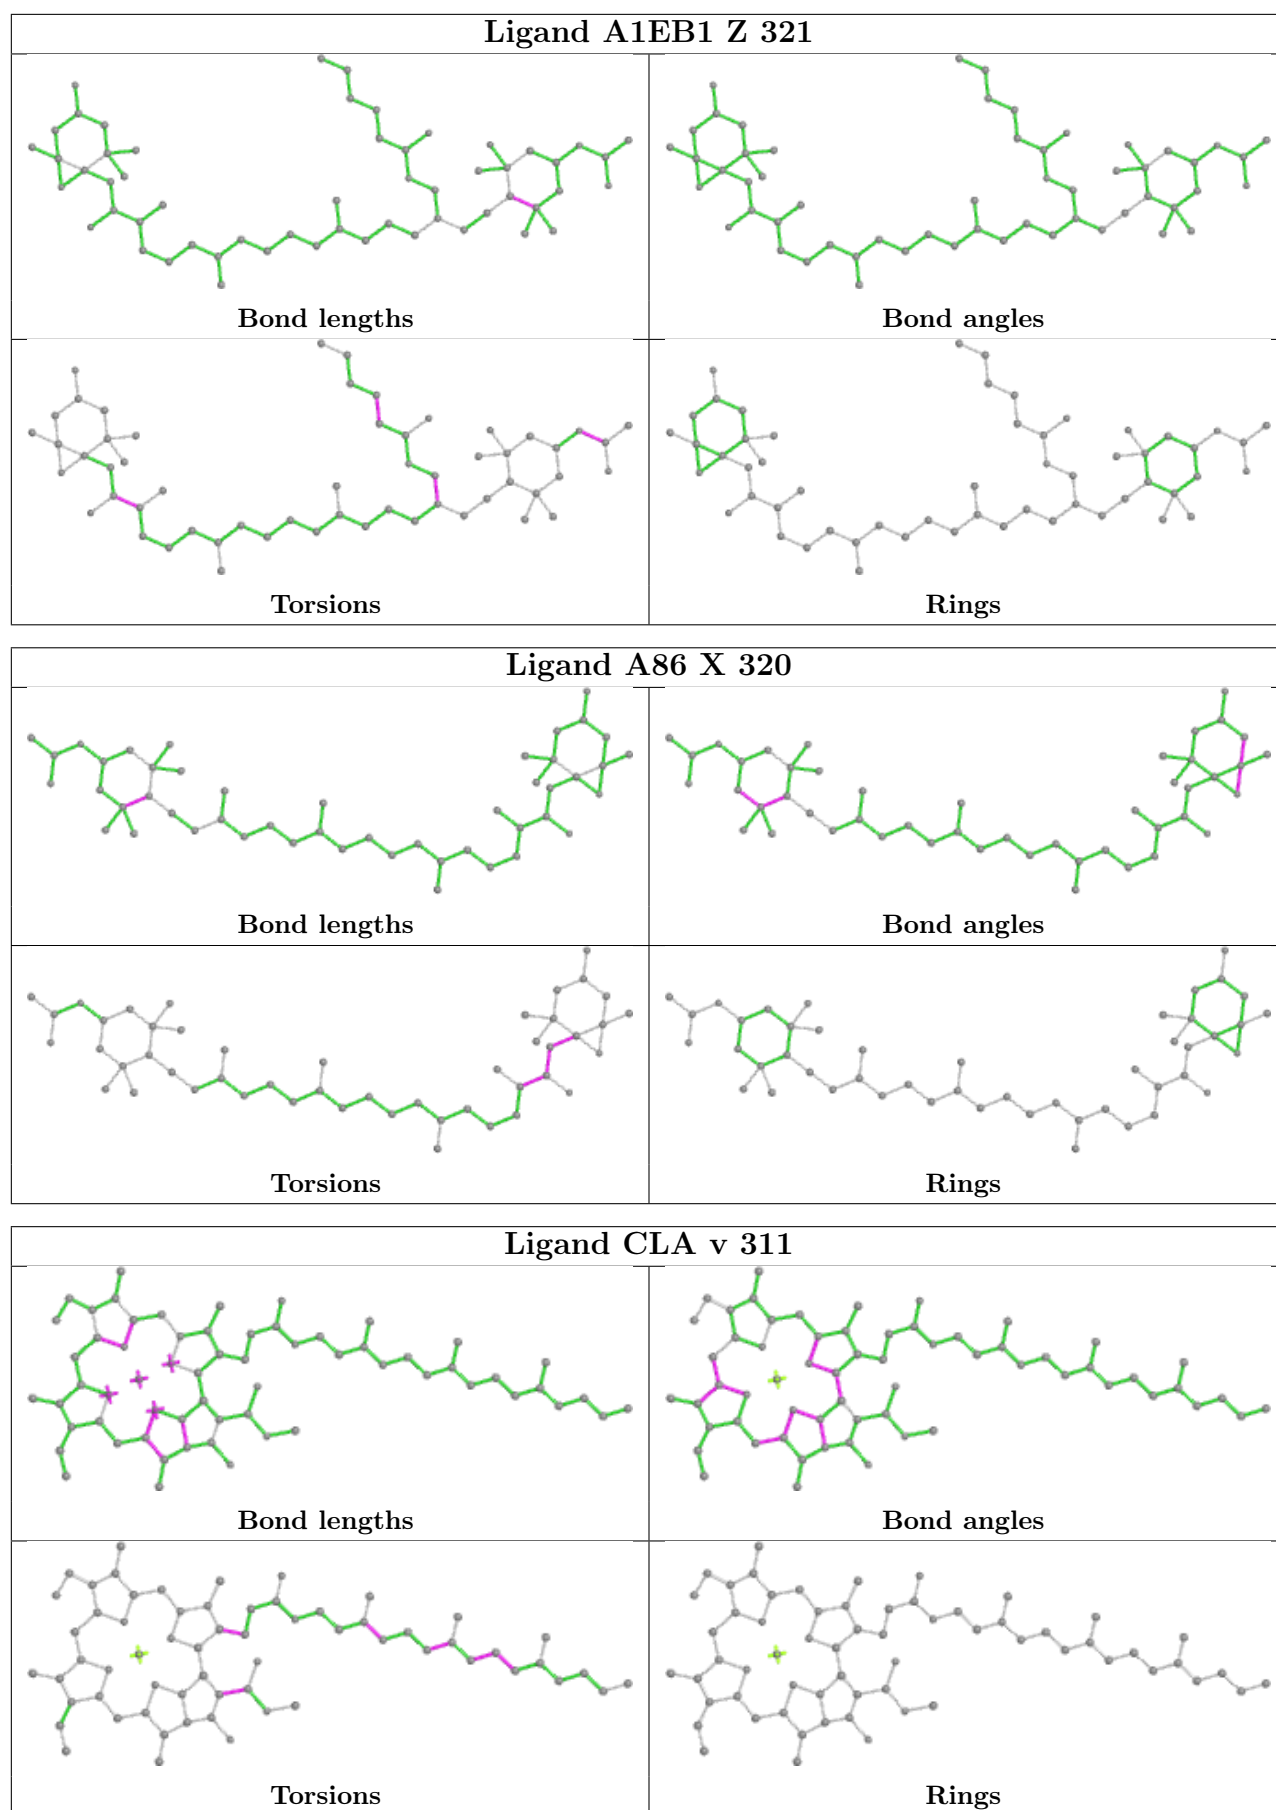 Ligand A1EB1 Z 321
Bond lengths
Bond angles
Torsions
Rings
Ligand A86 X 320
Bond lengths
Bond angles
Torsions
Rings
Ligand CLA v 311
Bond lengths
Bond angles
Torsions
Rings